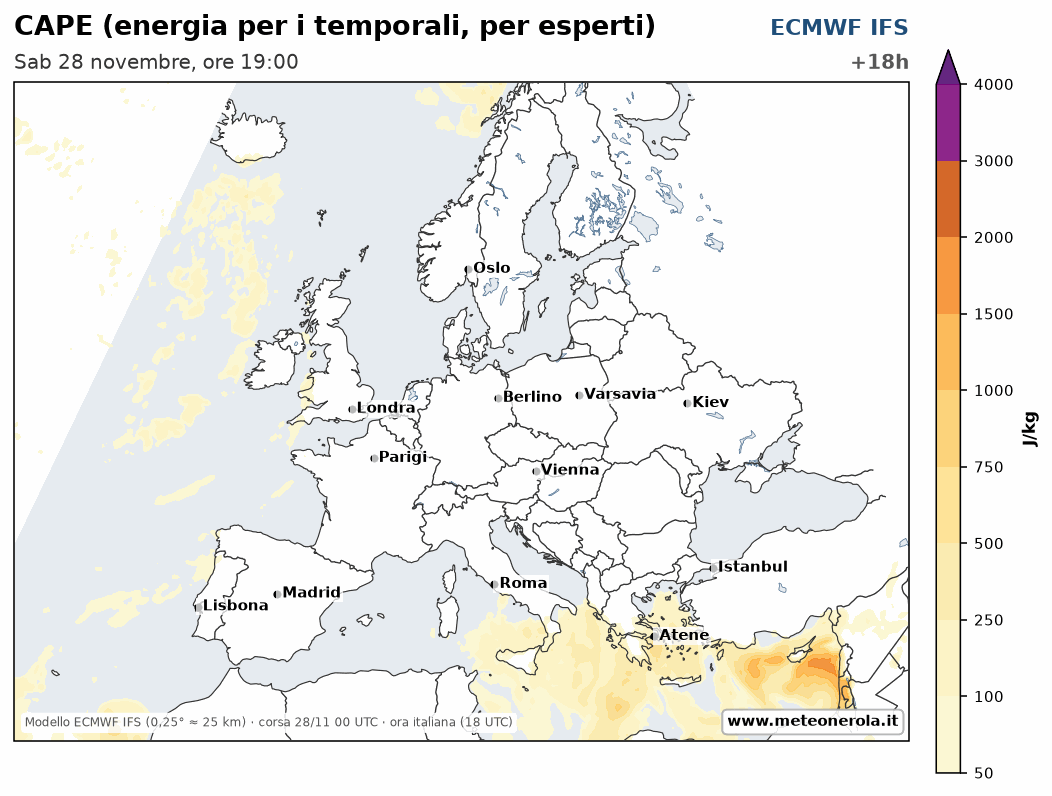 CAPE (energia per i temporali, per esperti)
ECMWF IFS
Sab 28 novembre, ore 19:00
+18h
4000
3000
2000
1500
1000
750
500
250
100
50
J/kg
Oslo
Londra
Berlino
Varsavia
Kiev
Parigi
Vienna
Istanbul
Roma
Madrid
Lisbona
Atene
Modello ECMWF IFS (0,25° ≈ 25 km) · corsa 28/11 00 UTC · ora italiana (18 UTC)
www.meteonerola.it